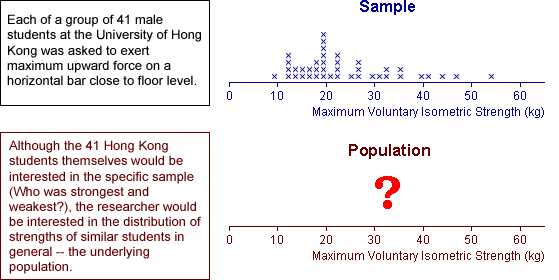 Each of a group of 41 male
students at the University of Hong
Kong was asked to exert
maximum upward force on a
horizontal bar close to floor level.
Sample
0 10 20 30 40 50 60
Maximum Voluntary Isometric Strength (kg)
Although the 41 Hong Kong
students themselves would be
interested in the specific sample
(Who was strongest and
weakest?), the researcher would
be interested in the distribution of
strengths of similar students in
general -- the underlying
population.
Population
?
0 10 20 30 40 50 60
Maximum Voluntary Isometric Strength (kg)